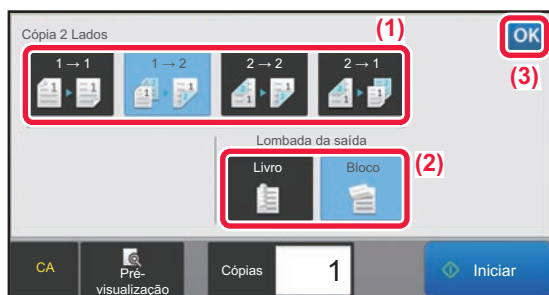 Cópia 2 Lados
(1)
OK
(3)
1 → 1
1 → 2
2 → 2
2 → 1
Lombada da saída
Livro
Bloco
(2)
CA
Pré-
visualização
Cópias
1
Iniciar